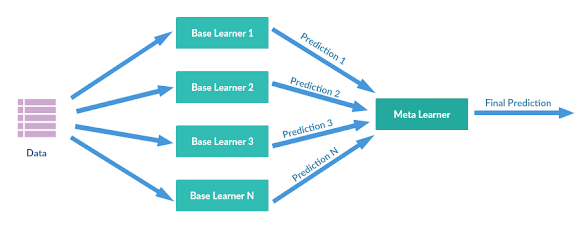 Base Learner 1
Prediction 1
Base Learner 2
Prediction 2
Meta Learner
Final Prediction
Data
Base Learner 3
Prediction 3
Base Learner N
Prediction N